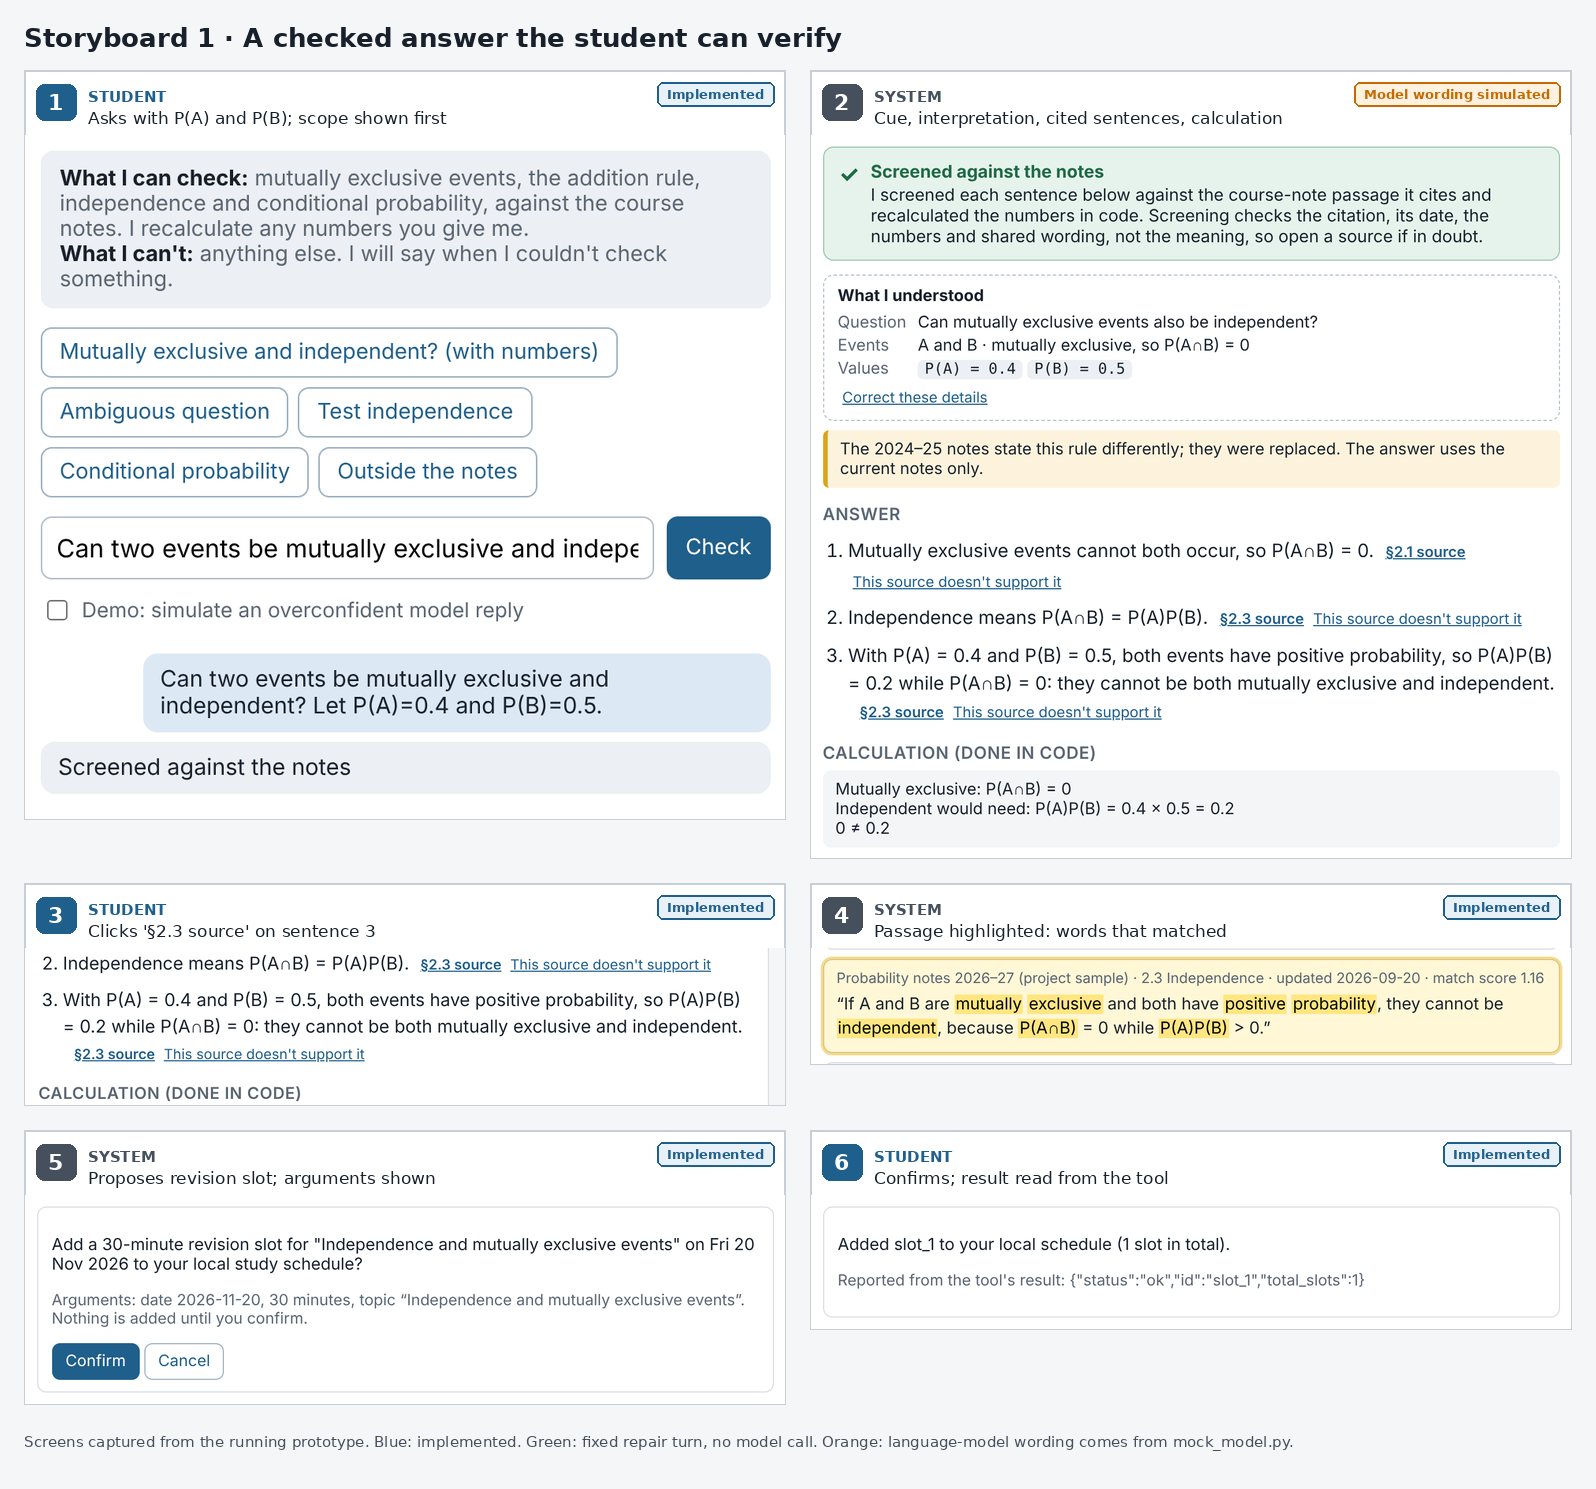 Storyboard 1 · A checked answer the student can verify
1
STUDENT
Implemented
Asks with P(A) and P(B); scope shown first
What I can check: mutually exclusive events, the addition rule,
independence and conditional probability, against the course
notes. I recalculate any numbers you give me.
What I can't: anything else. I will say when I couldn't check
something.
Mutually exclusive and independent? (with numbers)
Ambiguous question
Test independence
Conditional probability
Outside the notes
Can two events be mutually exclusive and indepe
Check
Demo: simulate an overconfident model reply
Can two events be mutually exclusive and
independent? Let P(A)=0.4 and P(B)=0.5.
Screened against the notes
2
SYSTEM
Model wording simulated
Cue, interpretation, cited sentences, calculation
✓ Screened against the notes
I screened each sentence below against the course-note passage it cites and
recalculated the numbers in code. Screening checks the citation, its date, the
numbers and shared wording, not the meaning, so open a source if in doubt.
What I understood
Question Can mutually exclusive events also be independent?
Events A and B · mutually exclusive, so P(A∩B) = 0
Values P(A) = 0.4 P(B) = 0.5
Correct these details
The 2024–25 notes state this rule differently; they were replaced. The answer uses the
current notes only.
ANSWER
1. Mutually exclusive events cannot both occur, so P(A∩B) = 0. §2.1 source
This source doesn't support it
2. Independence means P(A∩B) = P(A)P(B). §2.3 source This source doesn't support it
3. With P(A) = 0.4 and P(B) = 0.5, both events have positive probability, so P(A)P(B)
= 0.2 while P(A∩B) = 0: they cannot be both mutually exclusive and independent.
§2.3 source This source doesn't support it
CALCULATION (DONE IN CODE)
Mutually exclusive: P(A∩B) = 0
Independent would need: P(A)P(B) = 0.4 × 0.5 = 0.2
0 ≠ 0.2
3
STUDENT
Implemented
Clicks '§2.3 source' on sentence 3
2. Independence means P(A∩B) = P(A)P(B). §2.3 source This source doesn't support it
3. With P(A) = 0.4 and P(B) = 0.5, both events have positive probability, so P(A)P(B)
= 0.2 while P(A∩B) = 0: they cannot be both mutually exclusive and independent.
§2.3 source This source doesn't support it
CALCULATION (DONE IN CODE)
4
SYSTEM
Implemented
Passage highlighted: words that matched
Probability notes 2026–27 (project sample) · 2.3 Independence · updated 2026-09-20 · match score 1.16
“If A and B are mutually exclusive and both have positive probability, they cannot be
independent, because P(A∩B) = 0 while P(A)P(B) > 0.”
5
SYSTEM
Implemented
Proposes revision slot; arguments shown
Add a 30-minute revision slot for "Independence and mutually exclusive events" on Fri 20
Nov 2026 to your local study schedule?
Arguments: date 2026-11-20, 30 minutes, topic “Independence and mutually exclusive events”.
Nothing is added until you confirm.
Confirm
Cancel
6
STUDENT
Implemented
Confirms; result read from the tool
Added slot_1 to your local schedule (1 slot in total).
Reported from the tool's result: {"status":"ok","id":"slot_1","total_slots":1}
Screens captured from the running prototype. Blue: implemented. Green: fixed repair turn, no model call. Orange: language-model wording comes from mock_model.py.